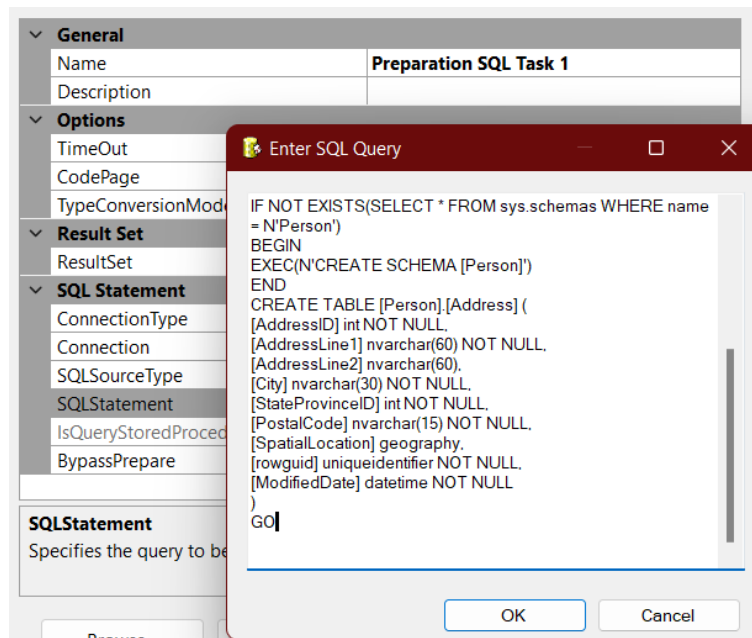 General
Name Preparation SQL Task 1
Description
Options
TimeOut
CodePage
Result Set
ResultSet
SQL Statement
ConnectionType
Connection
SQLSourceType
SQLStatement
BypassPrepare
SQLStatement
Specifies the query to be
Enter SQL Query
IF NOT EXISTS(SELECT * FROM sys.schemas WHERE name
= N'Person')
BEGIN
EXEC(N'CREATE SCHEMA [Person]')
END
CREATE TABLE [Person].[Address] (
[AddressID] int NOT NULL,
[AddressLine1] nvarchar(60) NOT NULL,
[AddressLine2] nvarchar(60),
[City] nvarchar(30) NOT NULL,
[StateProvinceID] int NOT NULL,
[PostalCode] nvarchar(15) NOT NULL,
[SpatialLocation] geography,
[rowguid] uniqueidentifier NOT NULL,
[ModifiedDate] datetime NOT NULL
)
GO
OK Cancel